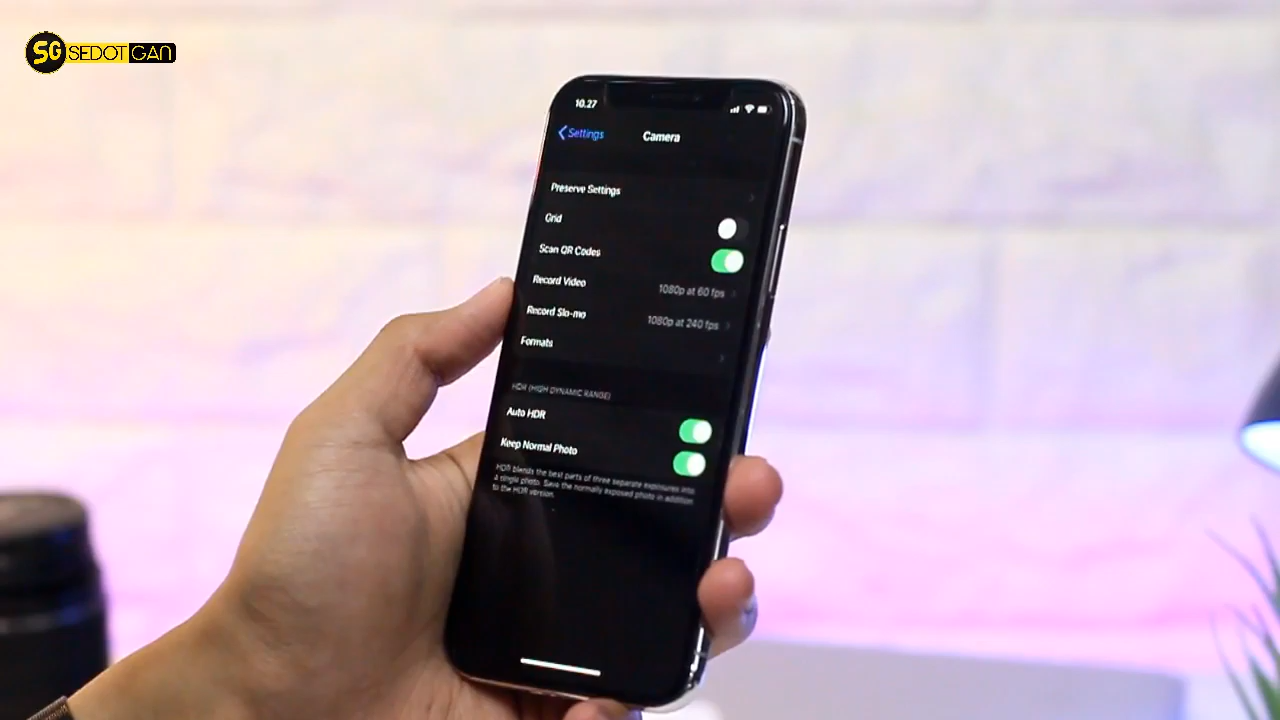 SG SEDOTGAN
10.27
Settings
Camera
Preserve Settings
Grid
Scan QR Codes
Record Video
1080p at 60 fps
Record Slo-mo
1080p at 240 fps
Formats
HDR (HIGH DYNAMIC RANGE)
Auto HDR
Keep Normal Photo
HDR blends the best parts of three separate exposures into
a single photo. Save the normally exposed photo in addition
to the HDR version.